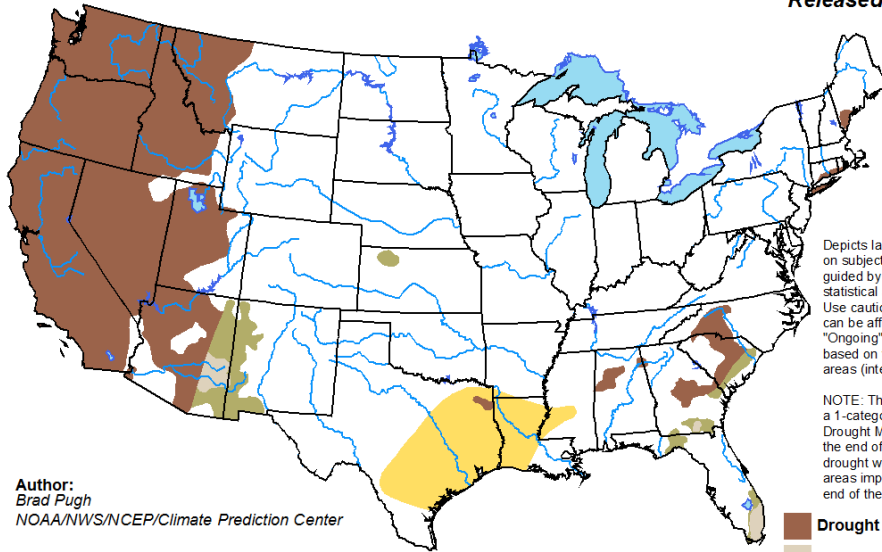 Released
Depicts la
on subject
guided by
statistical
Use cautio
can be affe
"Ongoing"
based on
areas (inte
NOTE: Th
a 1-catego
Drought M
the end of
drought w
areas imp
end of the
Author:
Brad Pugh
NOAA/NWS/NCEP/Climate Prediction Center
Drought